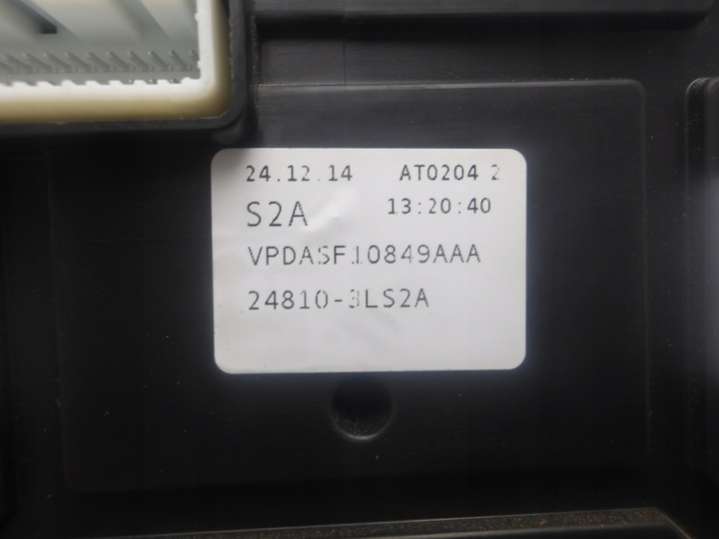 24.12.14 AT0204 2
S2A 13:20:40
VPDASF10849AAA
24810-3LS2A